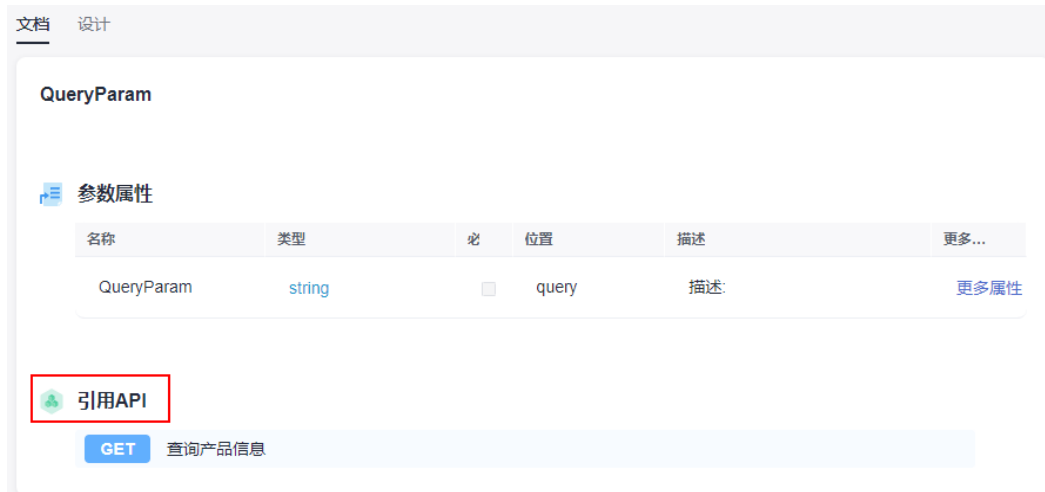 文档 设计
QueryParam
参数属性
名称 类型 必 位置 描述 更多...
QueryParam string query 描述: 更多属性
引用API
GET 查询产品信息